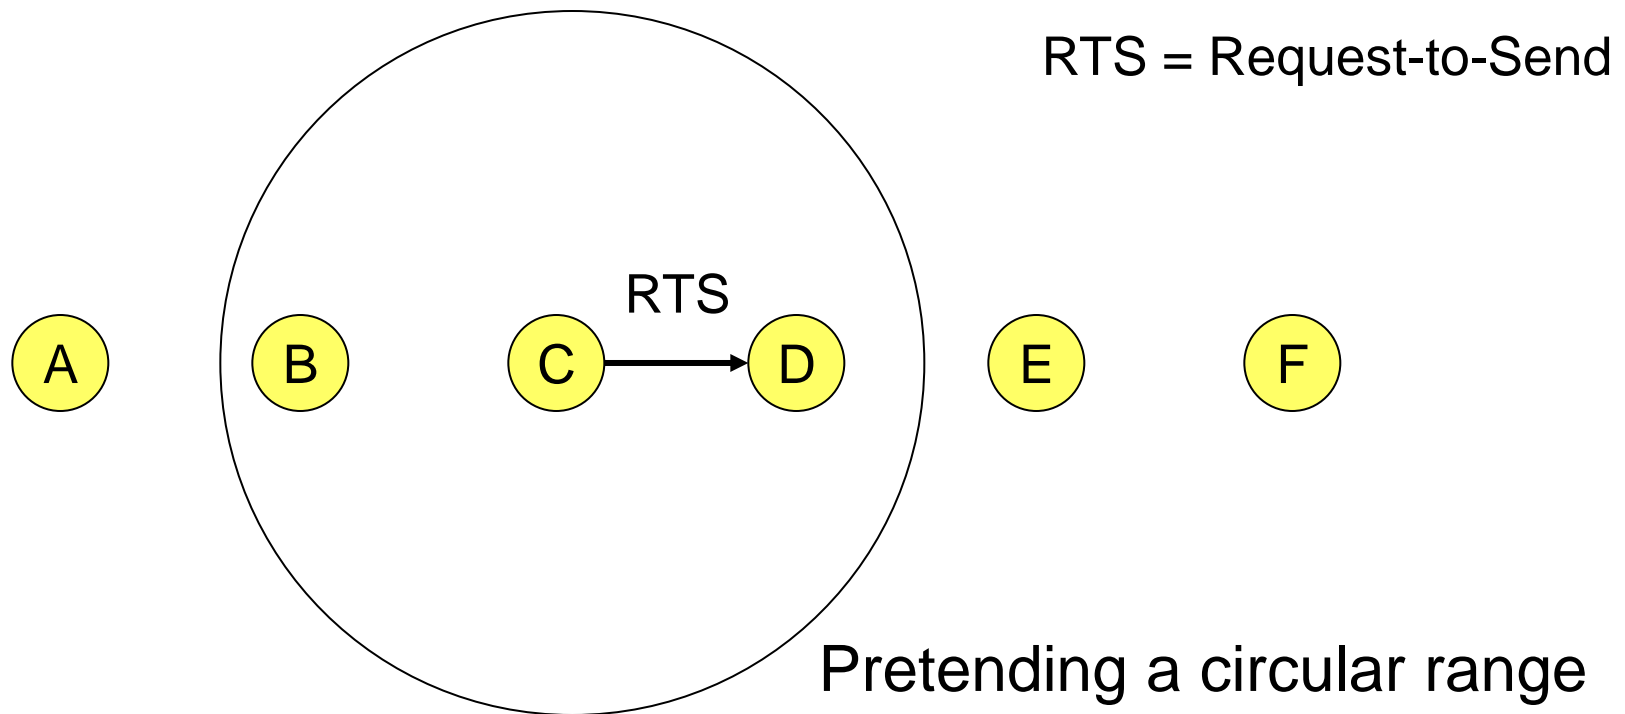 RTS = Request-to-Send
RTS
A B C D E F
Pretending a circular range